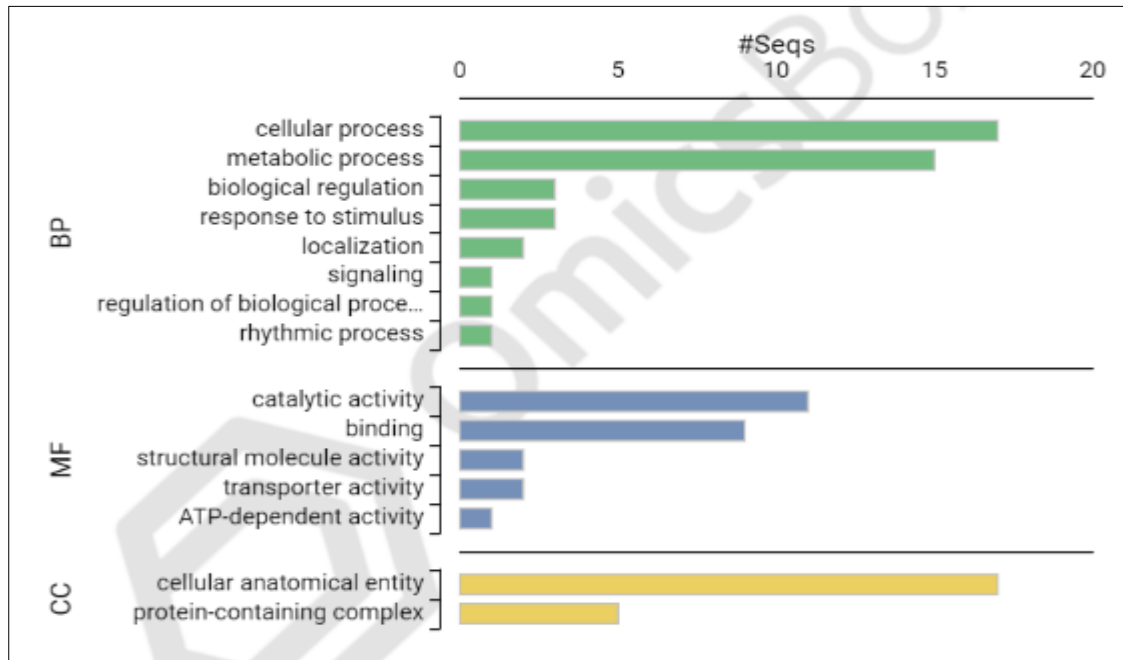 #Seqs
0 5 10 15 20
BP
cellular process
metabolic process
biological regulation
response to stimulus
localization
signaling
regulation of biological proce...
rhythmic process
MF
catalytic activity
binding
structural molecule activity
transporter activity
ATP-dependent activity
CC
cellular anatomical entity
protein-containing complex
OmicsBo